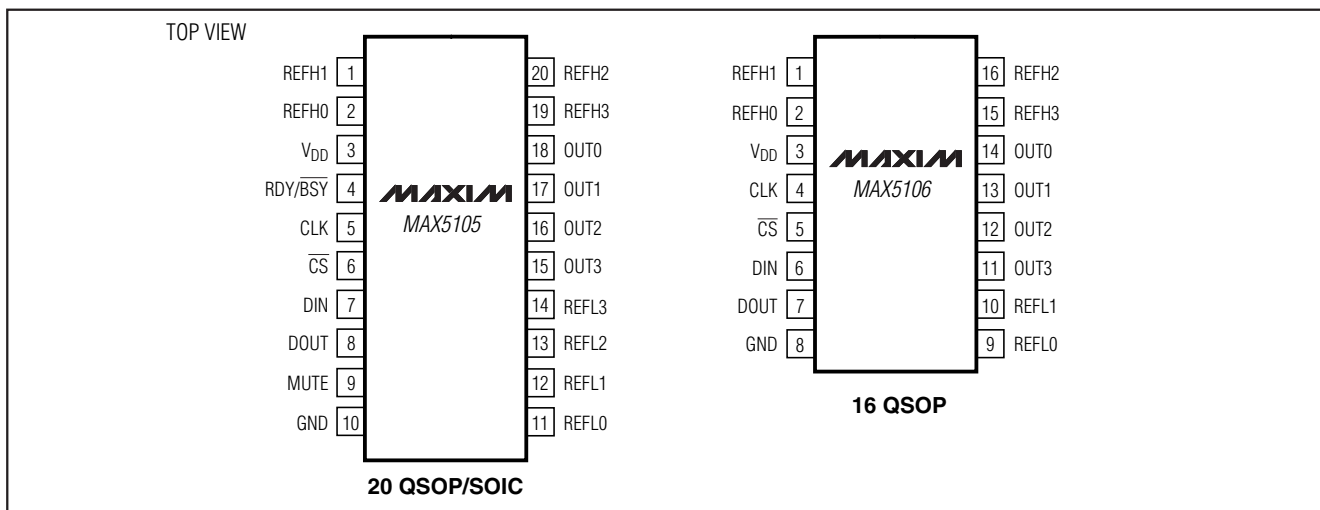 TOP VIEW
REFH1 1 20 REFH2
REFH0 2 19 REFH3
VDD 3 18 OUT0
RDY/B̅S̅Y̅ 4 17 OUT1
CLK 5 16 OUT2
C̅S̅ 6 15 OUT3
DIN 7 14 REFL3
DOUT 8 13 REFL2
MUTE 9 12 REFL1
GND 10 11 REFL0
MAXIM
MAX5105
20 QSOP/SOIC
REFH1 1 16 REFH2
REFH0 2 15 REFH3
VDD 3 14 OUT0
CLK 4 13 OUT1
C̅S̅ 5 12 OUT2
DIN 6 11 OUT3
DOUT 7 10 REFL1
GND 8 9 REFL0
MAXIM
MAX5106
16 QSOP